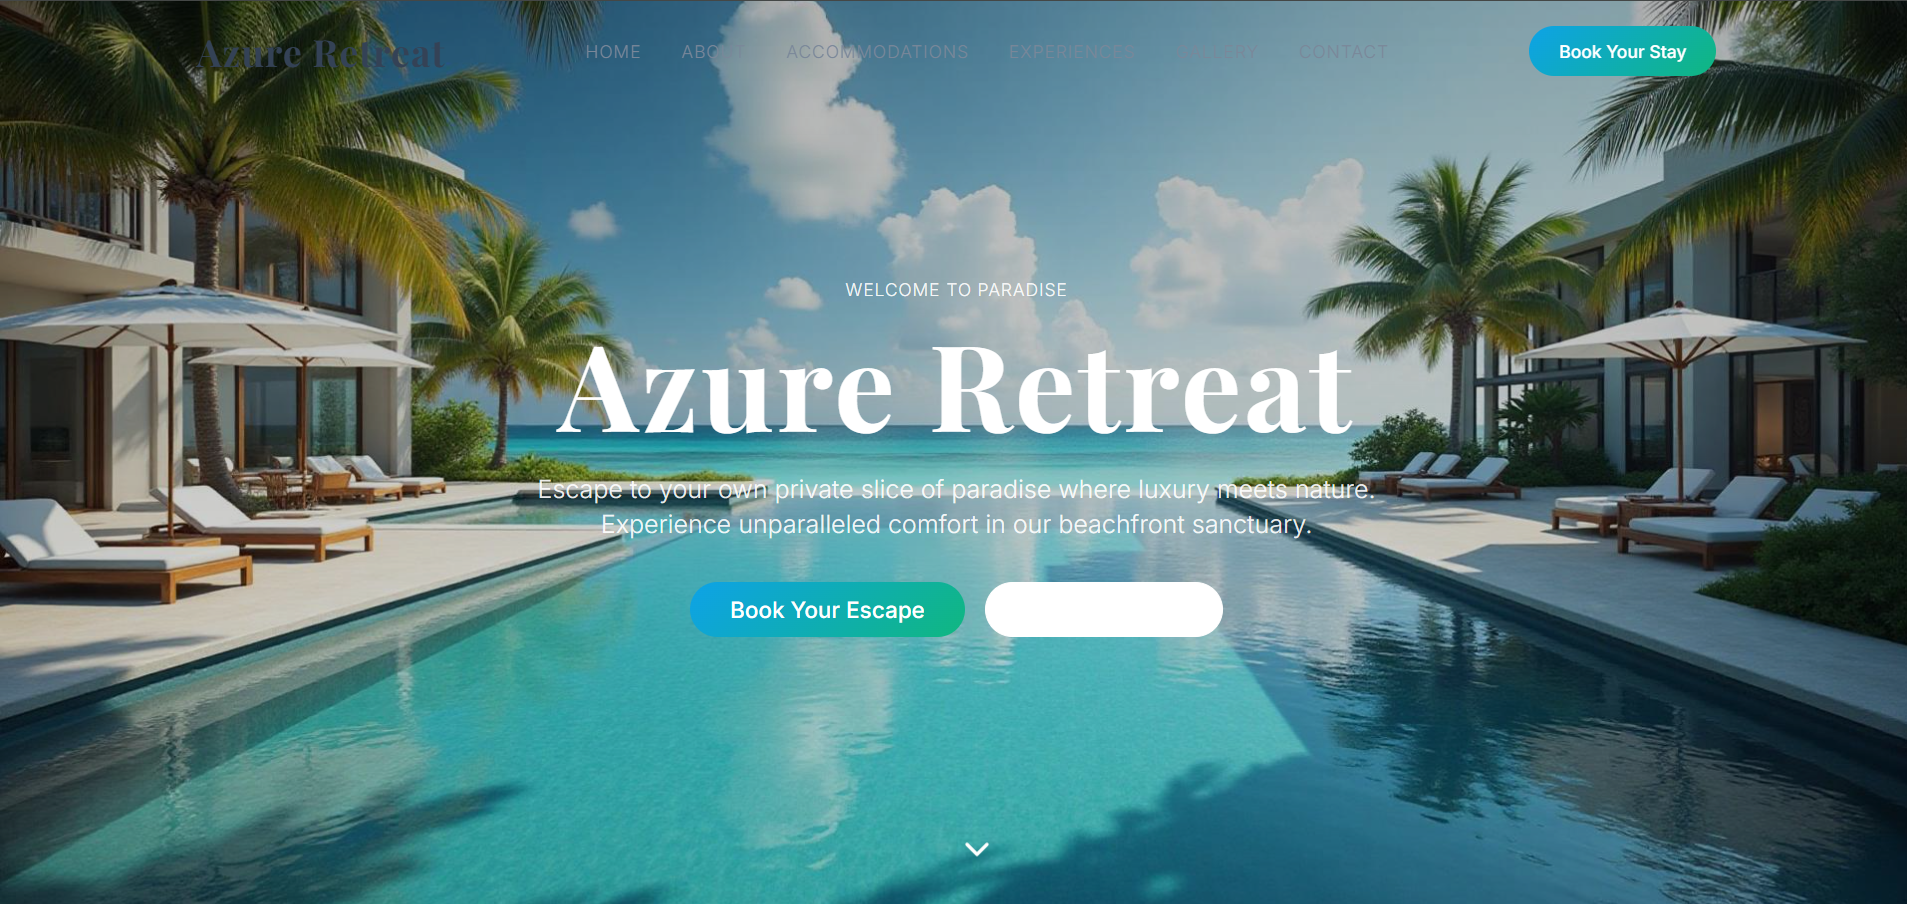 Azure Retreat
HOME ABOUT ACCOMMODATIONS EXPERIENCES GALLERY CONTACT
Book Your Stay
WELCOME TO PARADISE
Azure Retreat
Escape to your own private slice of paradise where luxury meets nature.
Experience unparalleled comfort in our beachfront sanctuary.
Book Your Escape